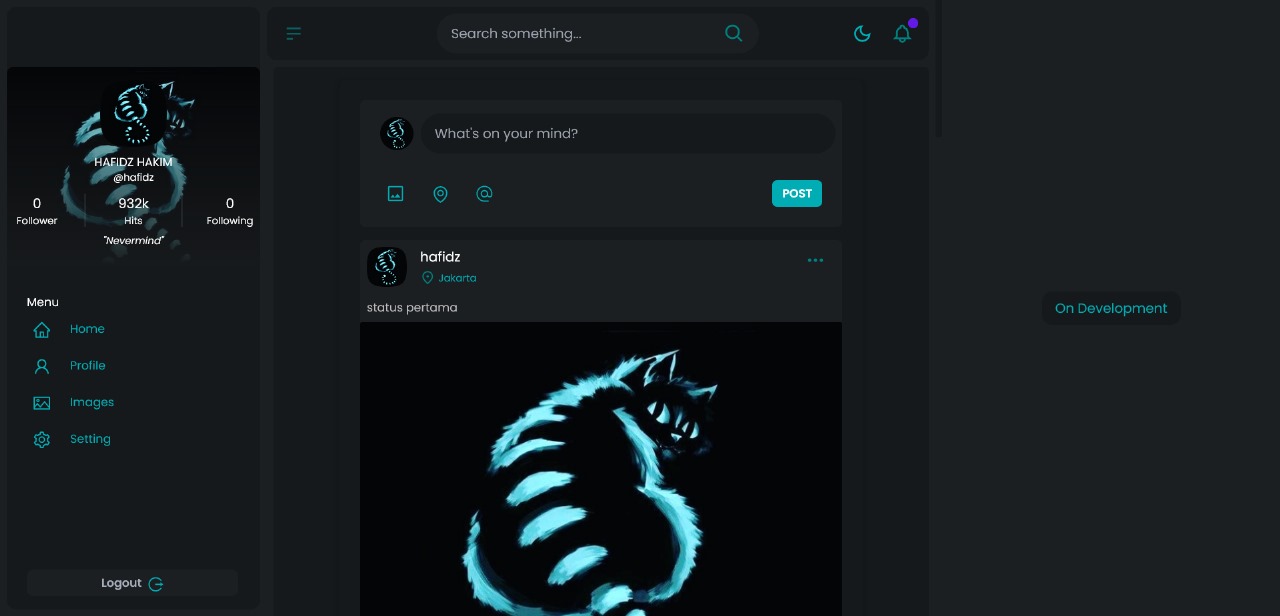 Search something...
HAFIDZ HAKIM
@hafidz
0 932k 0
Follower Hits Following
"Nevermind"
Menu
Home
Profile
Images
Setting
Logout
What's on your mind?
POST
hafidz
Jakarta
status pertama
On Development